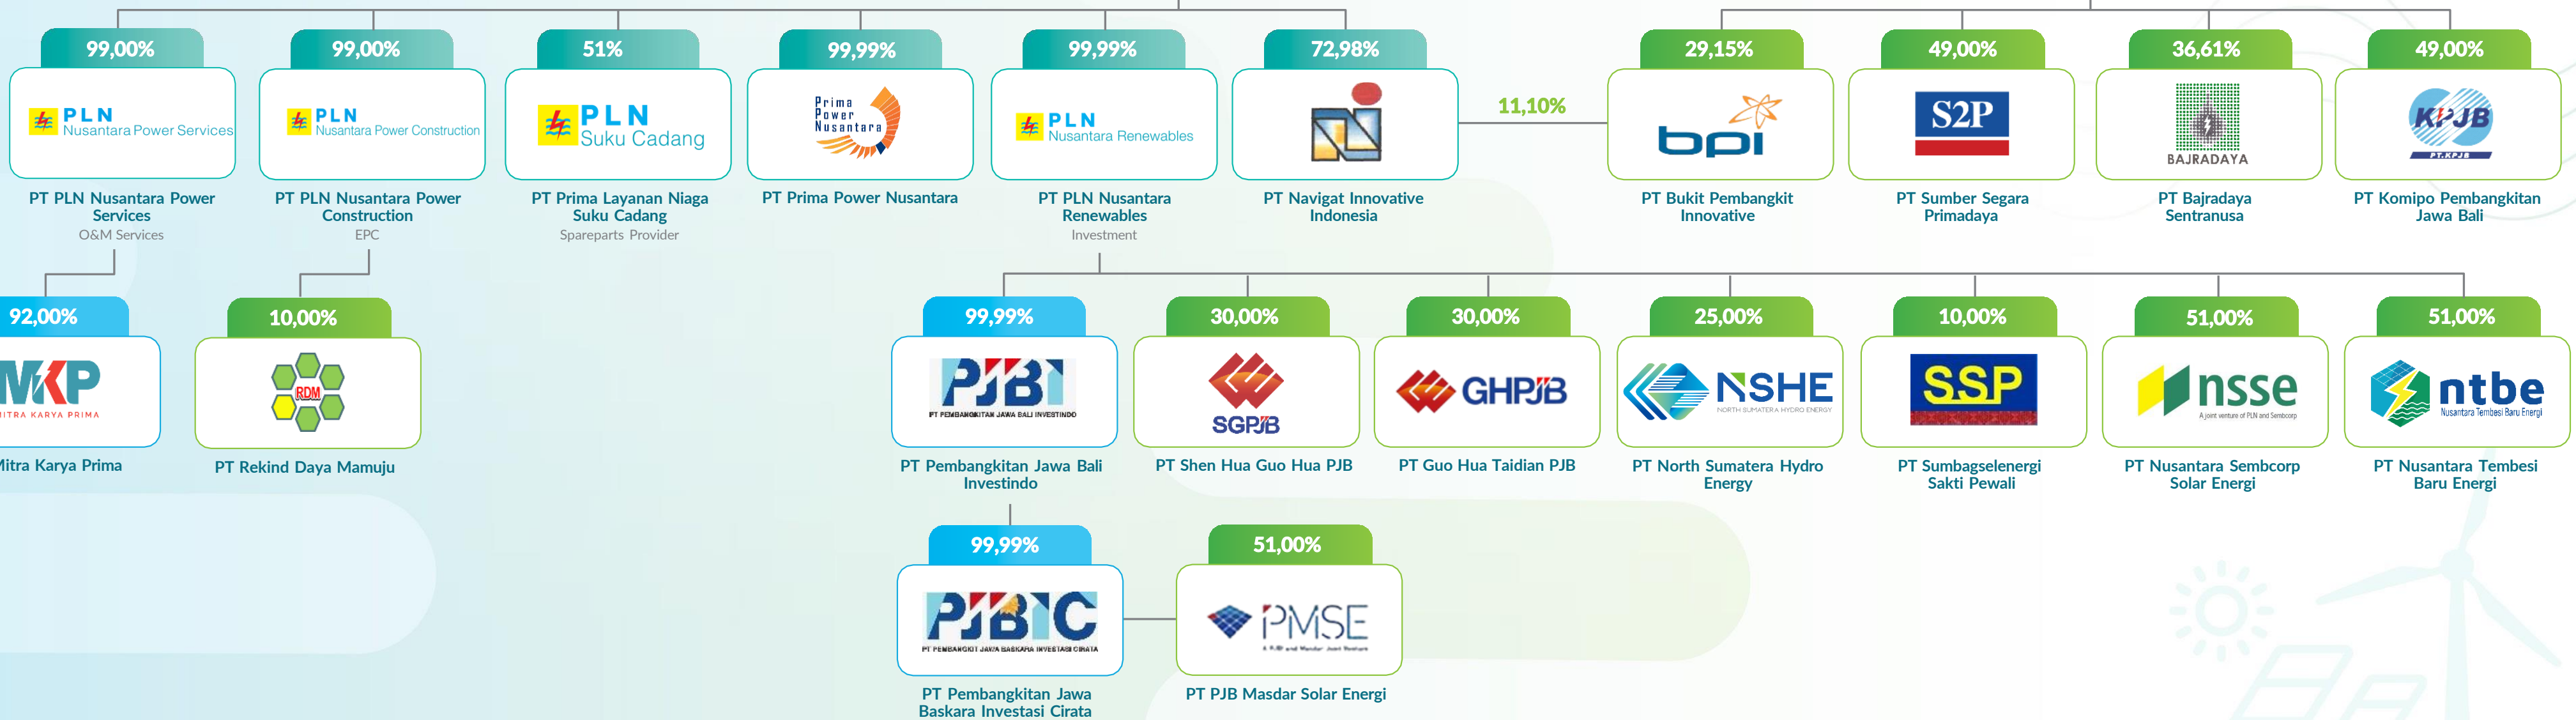 99,00%
99,00%
51%
99,99%
99,99%
72,98%
29,15%
49,00%
36,61%
49,00%
PLN
Nusantara Power Services
PLN
Nusantara Power Construction
PLN
Suku Cadang
Prima
Power
Nusantara
PLN
Nusantara Renewables
11,10%
bpi
S2P
BAJRADAYA
KPJB
PT.KPJB
PT PLN Nusantara Power
Services
O&M Services
PT PLN Nusantara Power
Construction
EPC
PT Prima Layanan Niaga
Suku Cadang
Spareparts Provider
PT Prima Power Nusantara
PT PLN Nusantara
Renewables
Investment
PT Navigat Innovative
Indonesia
PT Bukit Pembangkit
Innovative
PT Sumber Segara
Primadaya
PT Bajradaya
Sentranusa
PT Komipo Pembangkitan
Jawa Bali
92,00%
10,00%
99,99%
30,00%
30,00%
25,00%
10,00%
51,00%
51,00%
MKP
MITRA KARYA PRIMA
RDM
PJBI
PT PEMBANGKITAN JAWA BALI INVESTINDO
SGPJB
GHPJB
NSHE
NORTH SUMATERA HYDRO ENERGY
SSP
nsse
A joint venture of PLN and Sembcorp
ntbe
Nusantara Tembesi Baru Energi
Mitra Karya Prima
PT Rekind Daya Mamuju
PT Pembangkitan Jawa Bali
Investindo
PT Shen Hua Guo Hua PJB
PT Guo Hua Taidian PJB
PT North Sumatera Hydro
Energy
PT Sumbagselenergi
Sakti Pewali
PT Nusantara Sembcorp
Solar Energi
PT Nusantara Tembesi
Baru Energi
99,99%
51,00%
PJBIC
PT PEMBANGKIT JAWA BASKARA INVESTASI CIRATA
PMSE
A PJBI and Masdar Joint Venture
PT Pembangkitan Jawa
Baskara Investasi Cirata
PT PJB Masdar Solar Energi